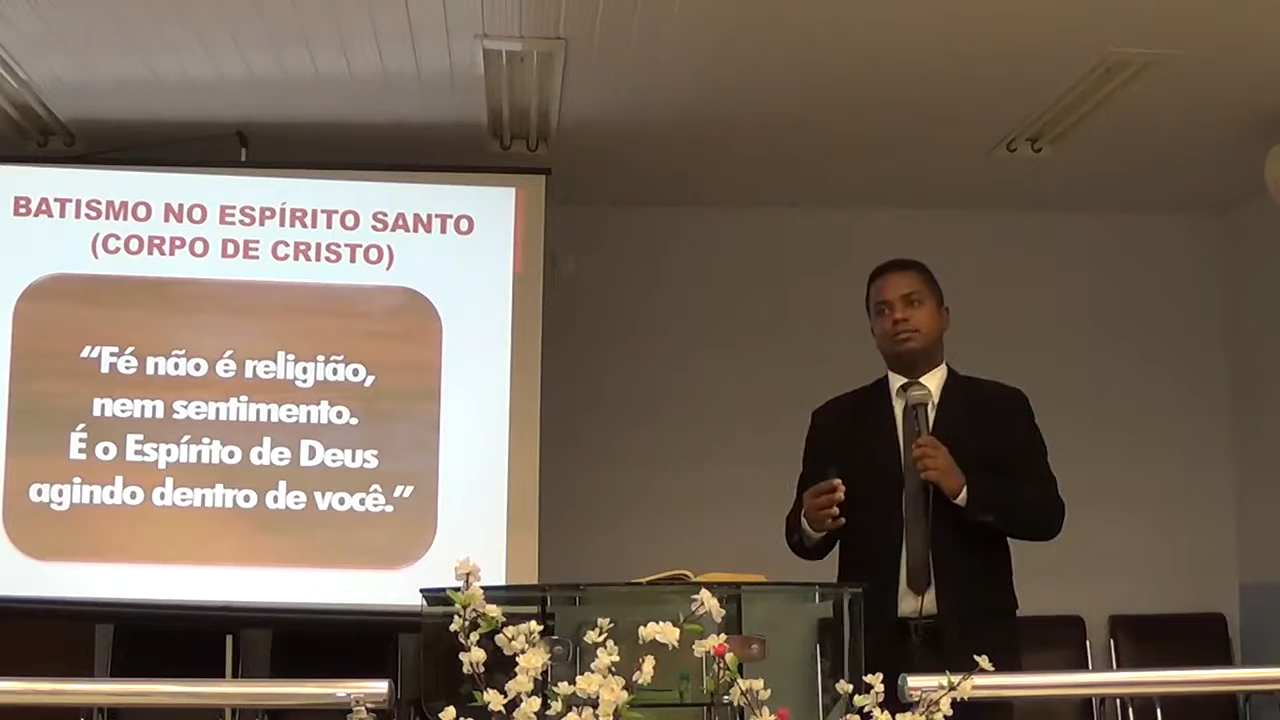 BATISMO NO ESPÍRITO SANTO
(CORPO DE CRISTO)
“Fé não é religião,
nem sentimento.
É o Espírito de Deus
agindo dentro de você.”